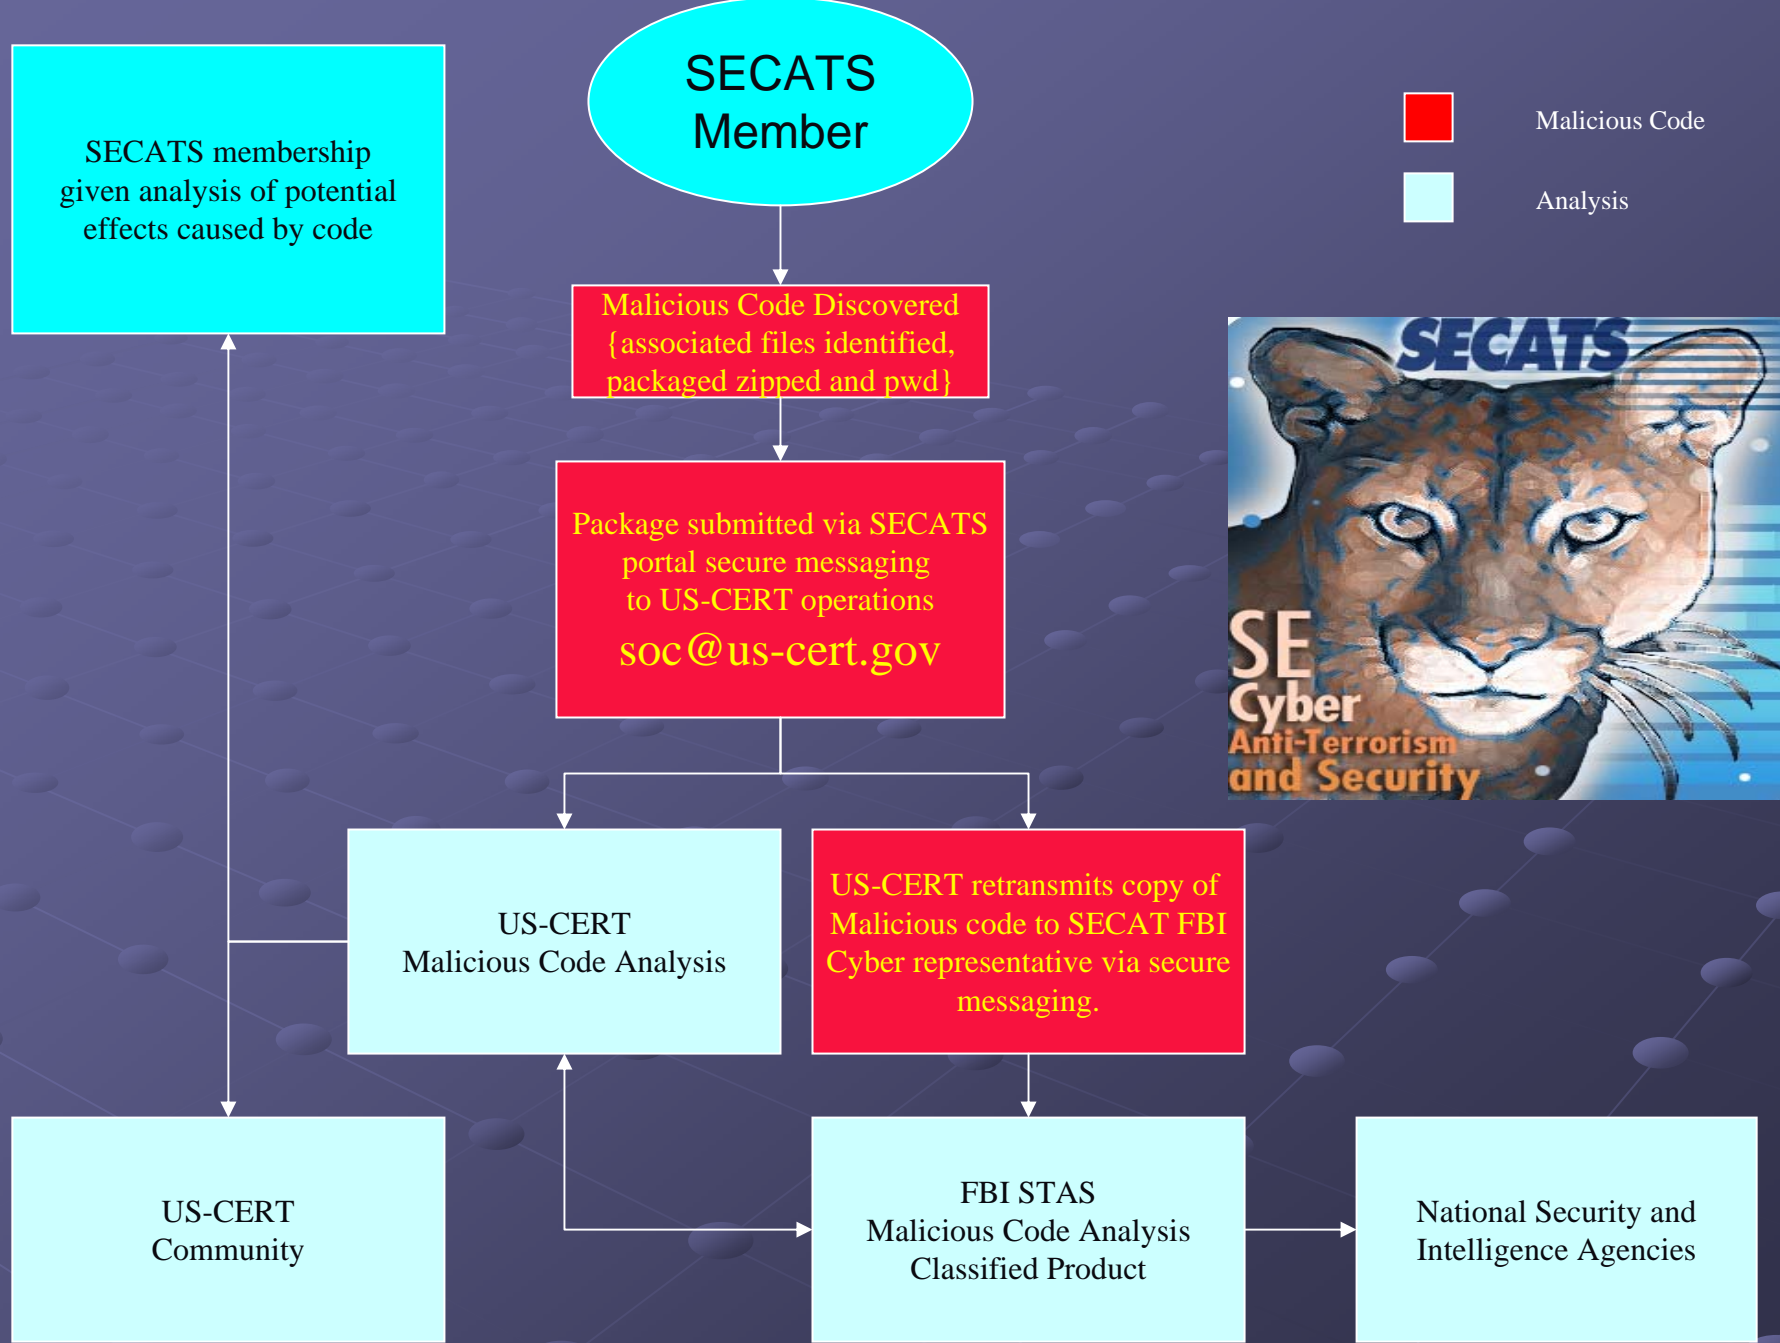 SECATS
Member
SECATS membership
given analysis of potential
effects caused by code
Malicious Code
Analysis
Malicious Code Discovered
{associated files identified,
packaged zipped and pwd}
Package submitted via SECATS
portal secure messaging
to US-CERT operations
soc@us-cert.gov
SECATS
SE
Cyber
Anti-Terrorism
and Security
US-CERT
Malicious Code Analysis
US-CERT retransmits copy of
Malicious code to SECAT FBI
Cyber representative via secure
messaging.
US-CERT
Community
FBI STAS
Malicious Code Analysis
Classified Product
National Security and
Intelligence Agencies